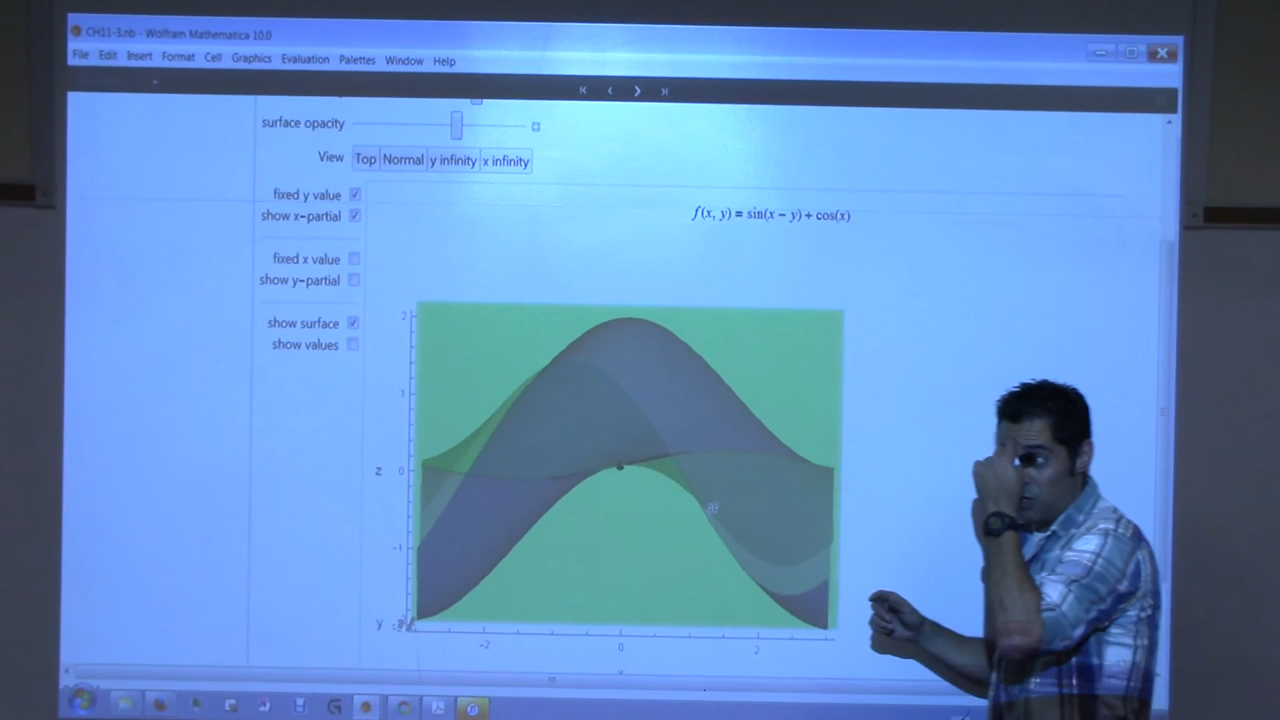 CH11-3.nb - Wolfram Mathematica 10.0
File Edit Insert Format Cell Graphics Evaluation Palettes Window Help
surface opacity
View Top Normal y infinity x infinity
fixed y value
show x-partial
f(x, y) = sin(x - y) + cos(x)
fixed x value
show y-partial
show surface
show values
2
1
z 0
-1
y
-2 0 2